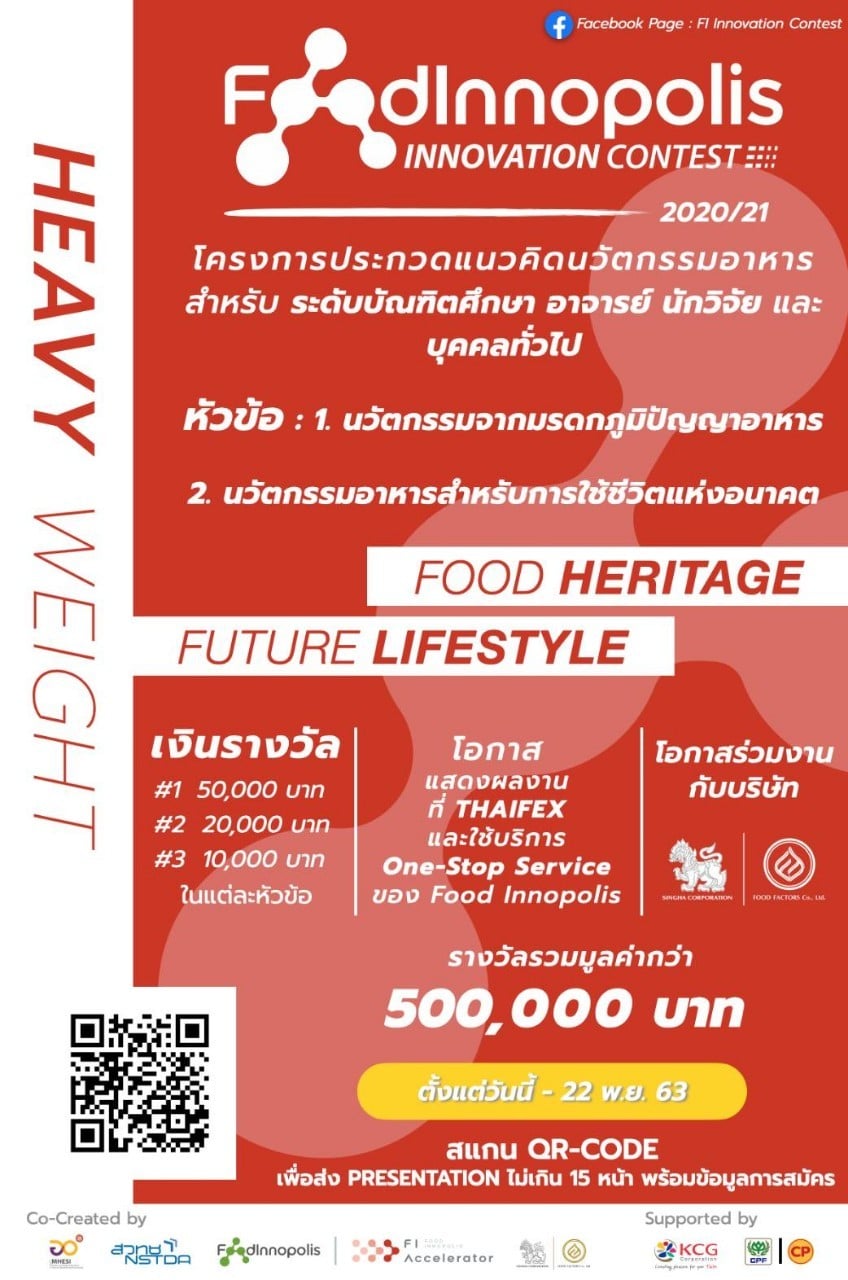 Facebook Page : FI Innovation Contest
FoodInnopolis
INNOVATION CONTEST
2020/21
HEAVY WEIGHT
โครงการประกวดแนวคิดนวัตกรรมอาหาร
สำหรับ ระดับบัณฑิตศึกษา อาจารย์ นักวิจัย และ
บุคคลทั่วไป
หัวข้อ : 1. นวัตกรรมจากมรดกภูมิปัญญาอาหาร
2. นวัตกรรมอาหารสำหรับการใช้ชีวิตแห่งอนาคต
FOOD HERITAGE
FUTURE LIFESTYLE
เงินรางวัล
#1 50,000 บาท
#2 20,000 บาท
#3 10,000 บาท
ในแต่ละหัวข้อ
โอกาส
แสดงผลงาน
ที่ THAIFEX
และใช้บริการ
One-Stop Service
ของ Food Innopolis
โอกาสร่วมงาน
กับบริษัท
SINGHA CORPORATION
FOOD FACTORS Co., Ltd.
รางวัลรวมมูลค่ากว่า
500,000 บาท
ตั้งแต่วันนี้ - 22 พ.ย. 63
สแกน QR-CODE
เพื่อส่ง PRESENTATION ไม่เกิน 15 หน้า พร้อมข้อมูลการสมัคร
Co-Created by
Supported by
MHESI
สวทช
NSTDA
FoodInnopolis
FI FOOD INNOPOLIS
Accelerator
KCG
Corporation
CPF
CP